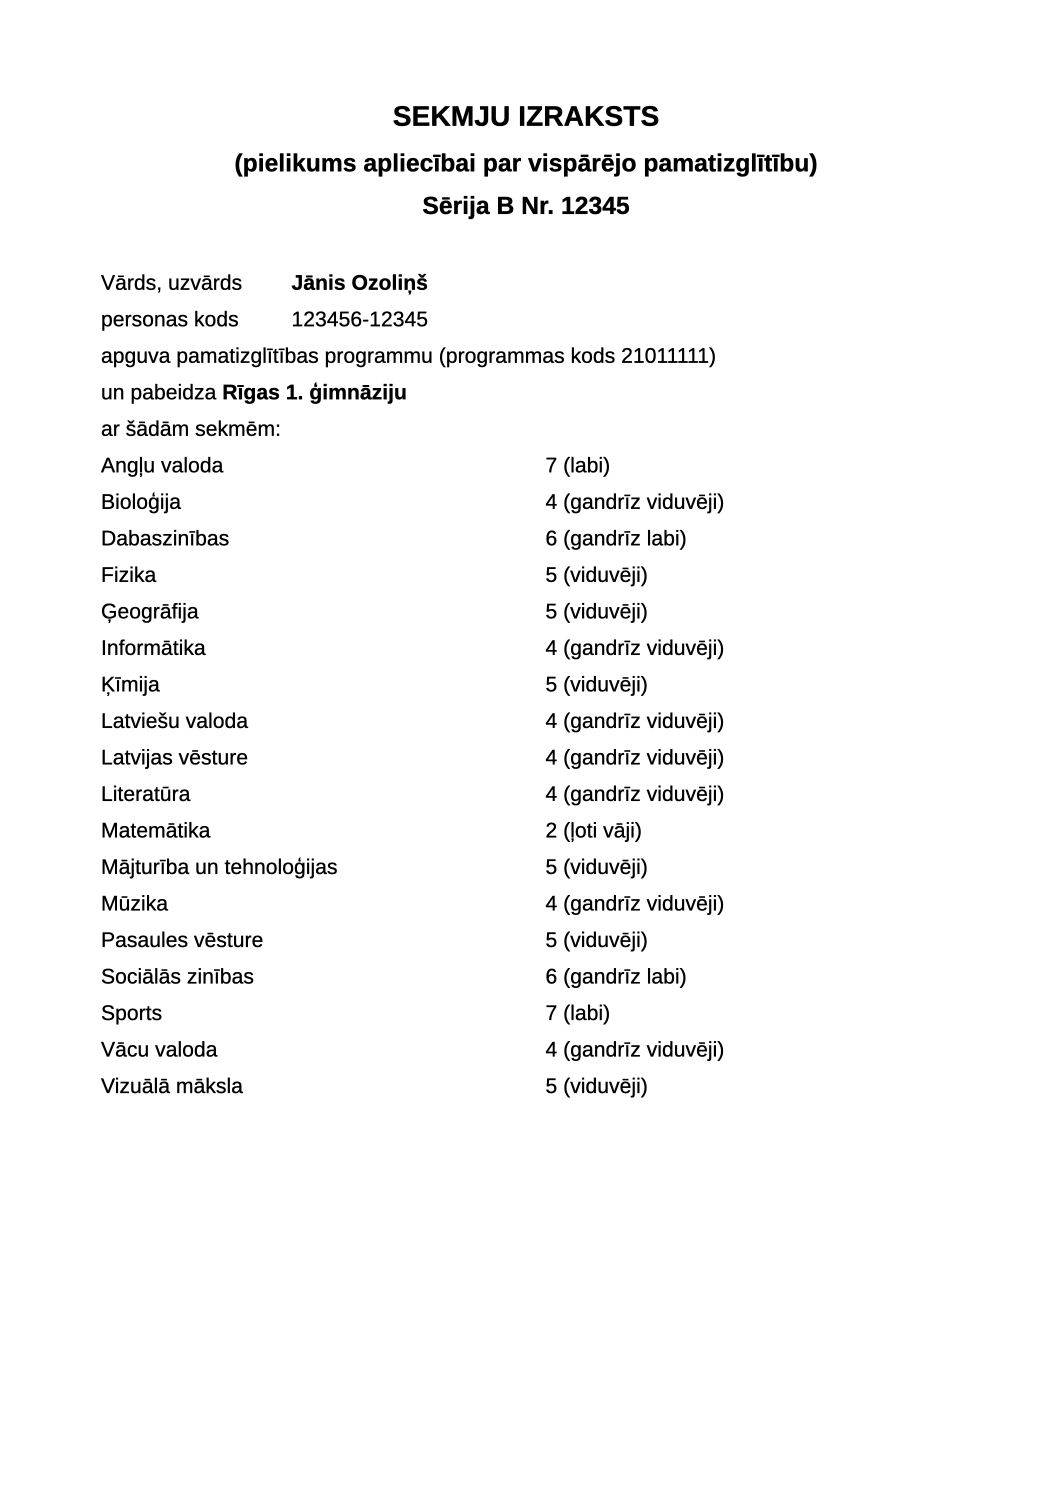 SEKMJU IZRAKSTS
(pielikums apliecībai par vispārējo pamatizglītību)
Sērija B Nr. 12345
Vārds, uzvārds Jānis Ozoliņš
personas kods 123456-12345
apguva pamatizglītības programmu (programmas kods 21011111)
un pabeidza Rīgas 1. ģimnāziju
ar šādām sekmēm:
Angļu valoda 7 (labi)
Bioloģija 4 (gandrīz viduvēji)
Dabaszinības 6 (gandrīz labi)
Fizika 5 (viduvēji)
Ģeogrāfija 5 (viduvēji)
Informātika 4 (gandrīz viduvēji)
Ķīmija 5 (viduvēji)
Latviešu valoda 4 (gandrīz viduvēji)
Latvijas vēsture 4 (gandrīz viduvēji)
Literatūra 4 (gandrīz viduvēji)
Matemātika 2 (ļoti vāji)
Mājturība un tehnoloģijas 5 (viduvēji)
Mūzika 4 (gandrīz viduvēji)
Pasaules vēsture 5 (viduvēji)
Sociālās zinības 6 (gandrīz labi)
Sports 7 (labi)
Vācu valoda 4 (gandrīz viduvēji)
Vizuālā māksla 5 (viduvēji)